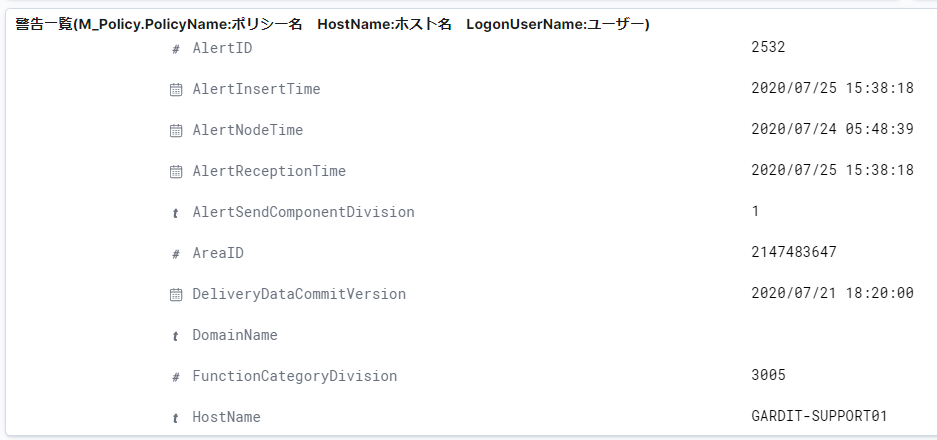 警告一覧(M_Policy.PolicyName:ポリシー名　HostName:ホスト名　LogonUserName:ユーザー)
# AlertID 2532
AlertInsertTime 2020/07/25 15:38:18
AlertNodeTime 2020/07/24 05:48:39
AlertReceptionTime 2020/07/25 15:38:18
t AlertSendComponentDivision 1
# AreaID 2147483647
DeliveryDataCommitVersion 2020/07/21 18:20:00
t DomainName
# FunctionCategoryDivision 3005
t HostName GARDIT-SUPPORT01